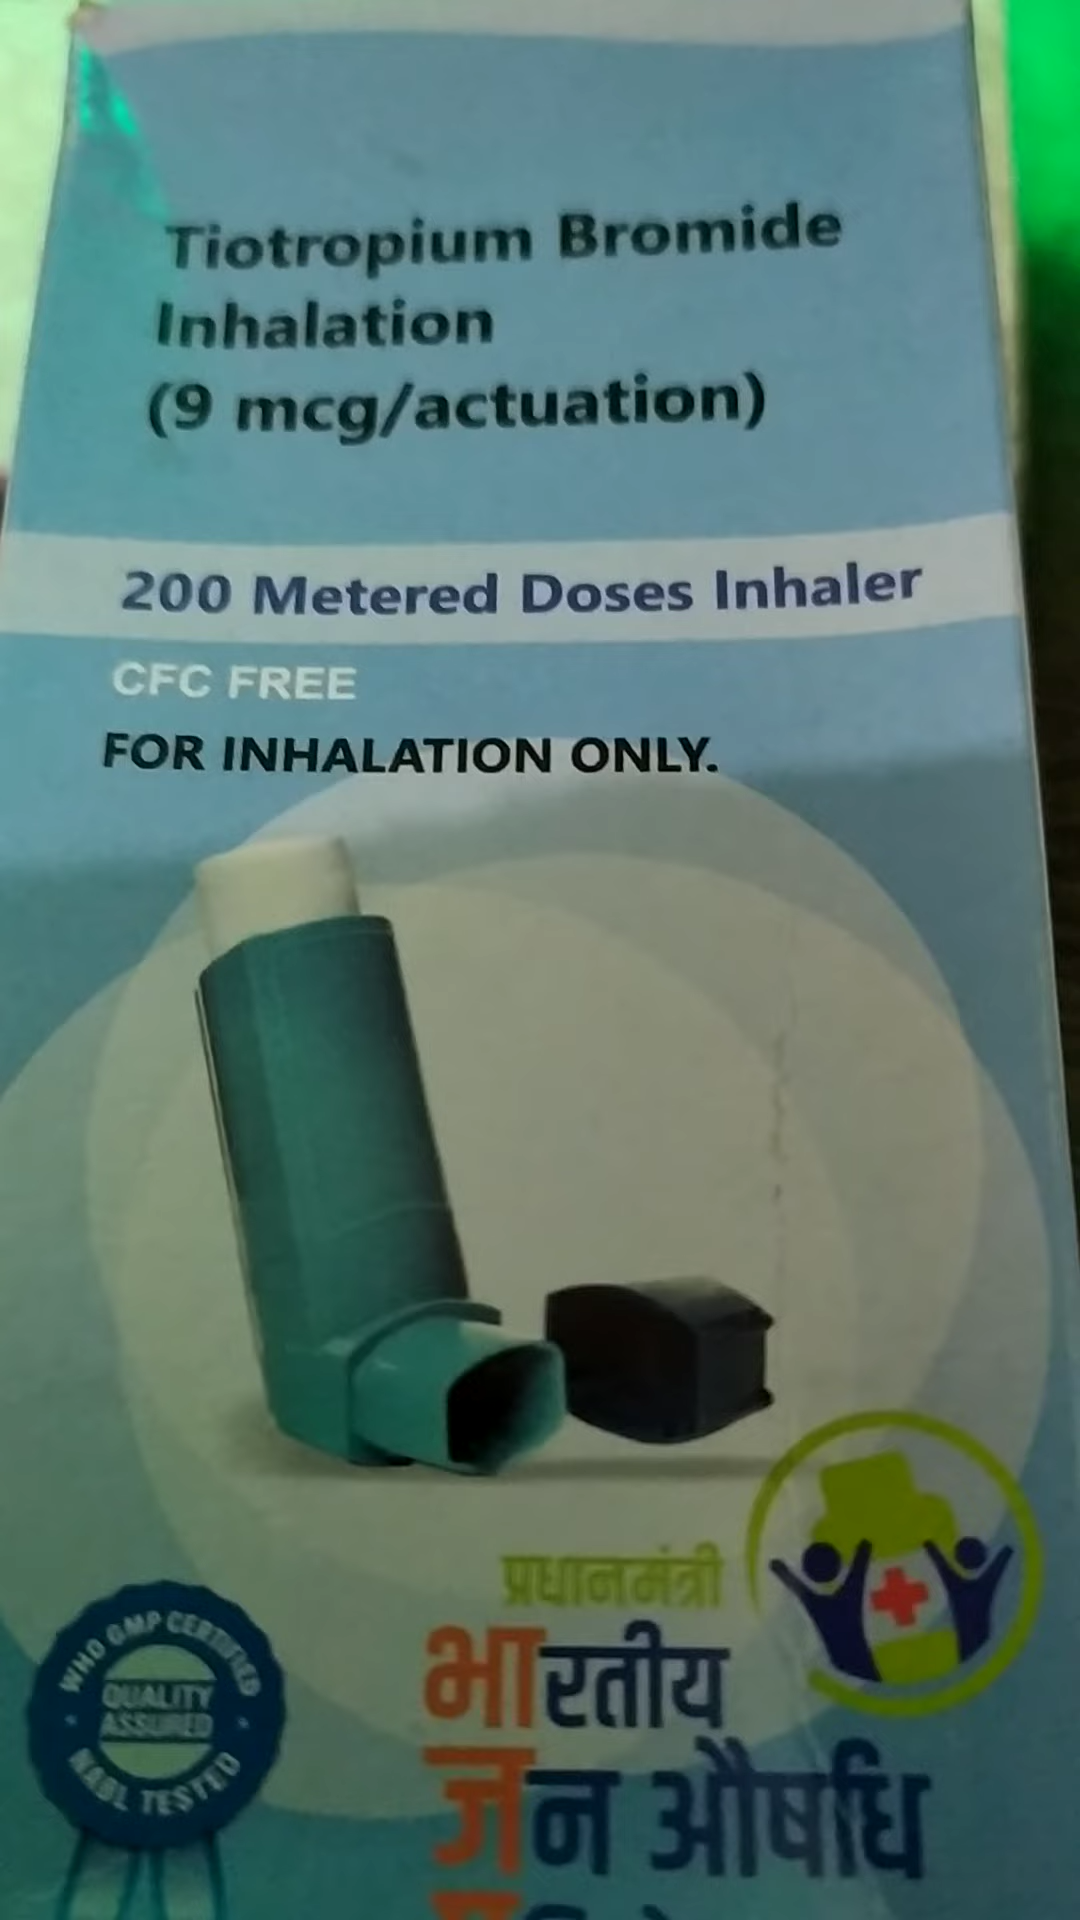 Tiotropium Bromide
Inhalation
(9 mcg/actuation)
200 Metered Doses Inhaler
CFC FREE
FOR INHALATION ONLY.
प्रधानमंत्री
भारतीय
जन औषधि
WHO GMP CERTIFIED
QUALITY
ASSURED
NABL TESTED